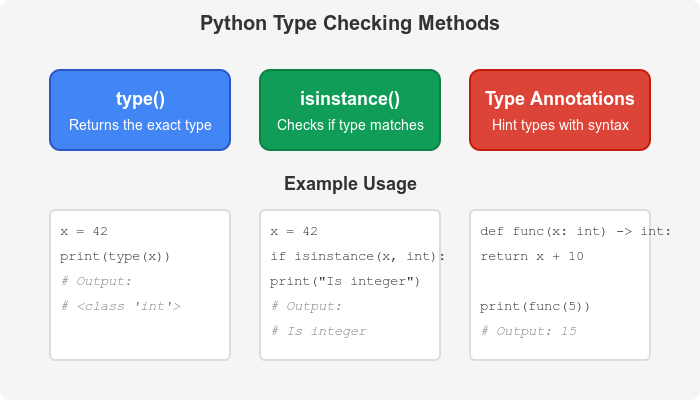 Python Type Checking Methods
type()
Returns the exact type
isinstance()
Checks if type matches
Type Annotations
Hint types with syntax
Example Usage
x = 42
print(type(x))
# Output:
# <class 'int'>
x = 42
if isinstance(x, int):
print("Is integer")
# Output:
# Is integer
def func(x: int) -> int:
return x + 10
print(func(5))
# Output: 15